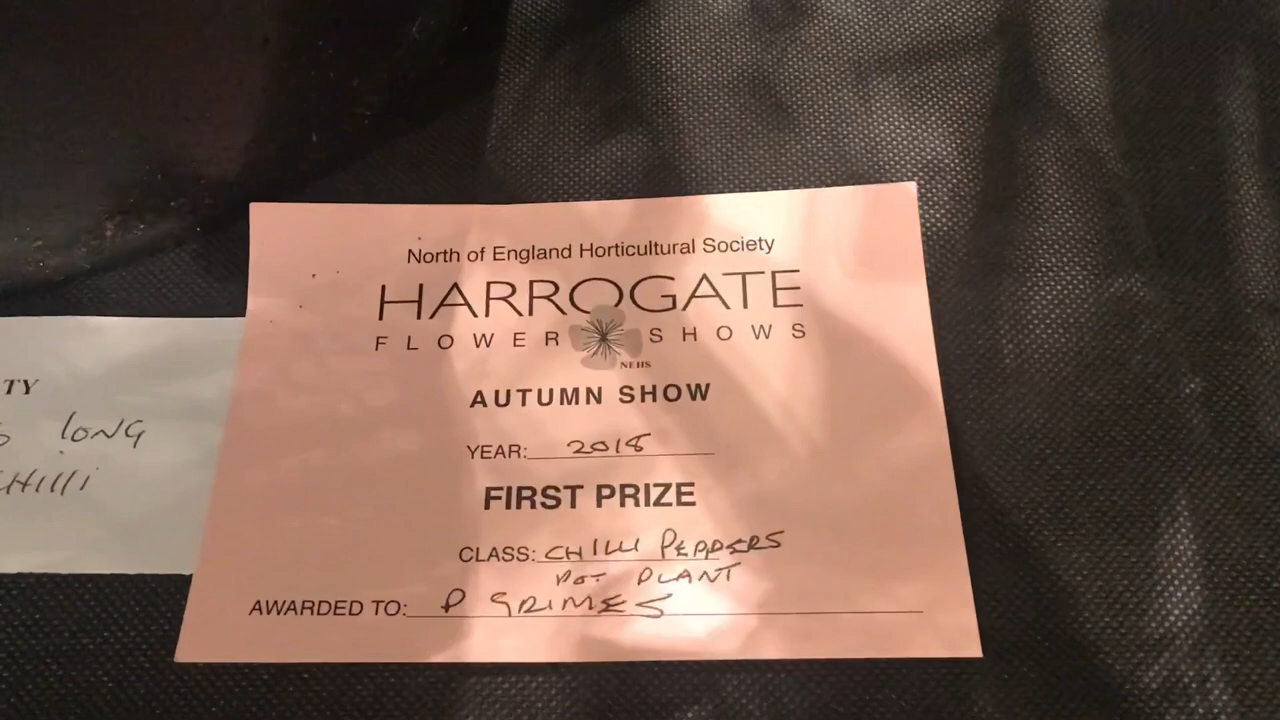 North of England Horticultural Society
HARROGATE
FLOWER SHOWS
NEHS
AUTUMN SHOW
YEAR: 2018
FIRST PRIZE
CLASS: CHILLI PEPPERS
POT PLANT
AWARDED TO: P GRIMES
TY
LONG
CHILLI